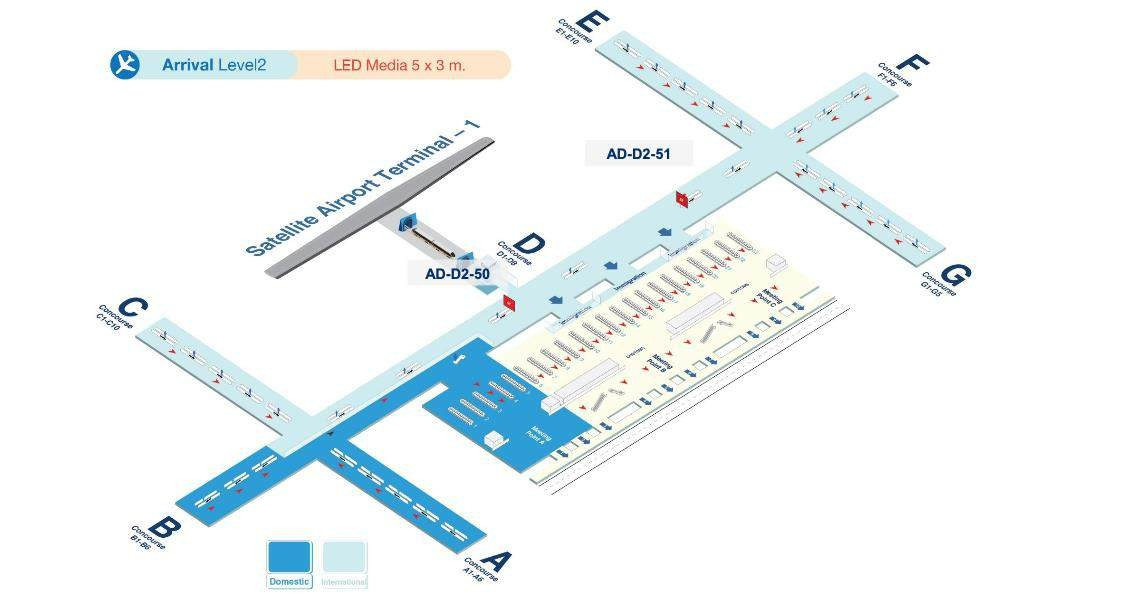 E
Concourse
E1-E10
F
Concourse
F1-F6
Arrival Level2
LED Media 5 x 3 m.
Satellite Airport Terminal – 1
AD-D2-51
D
Concourse
D1-D8
AD-D2-50
Immigration
G
Concourse
G1-G5
C
Concourse
C1-C10
Meeting
Point C
Meeting
Point B
Meeting
Point A
B
Concourse
B1-B6
A
Concourse
A1-A6
Domestic
International